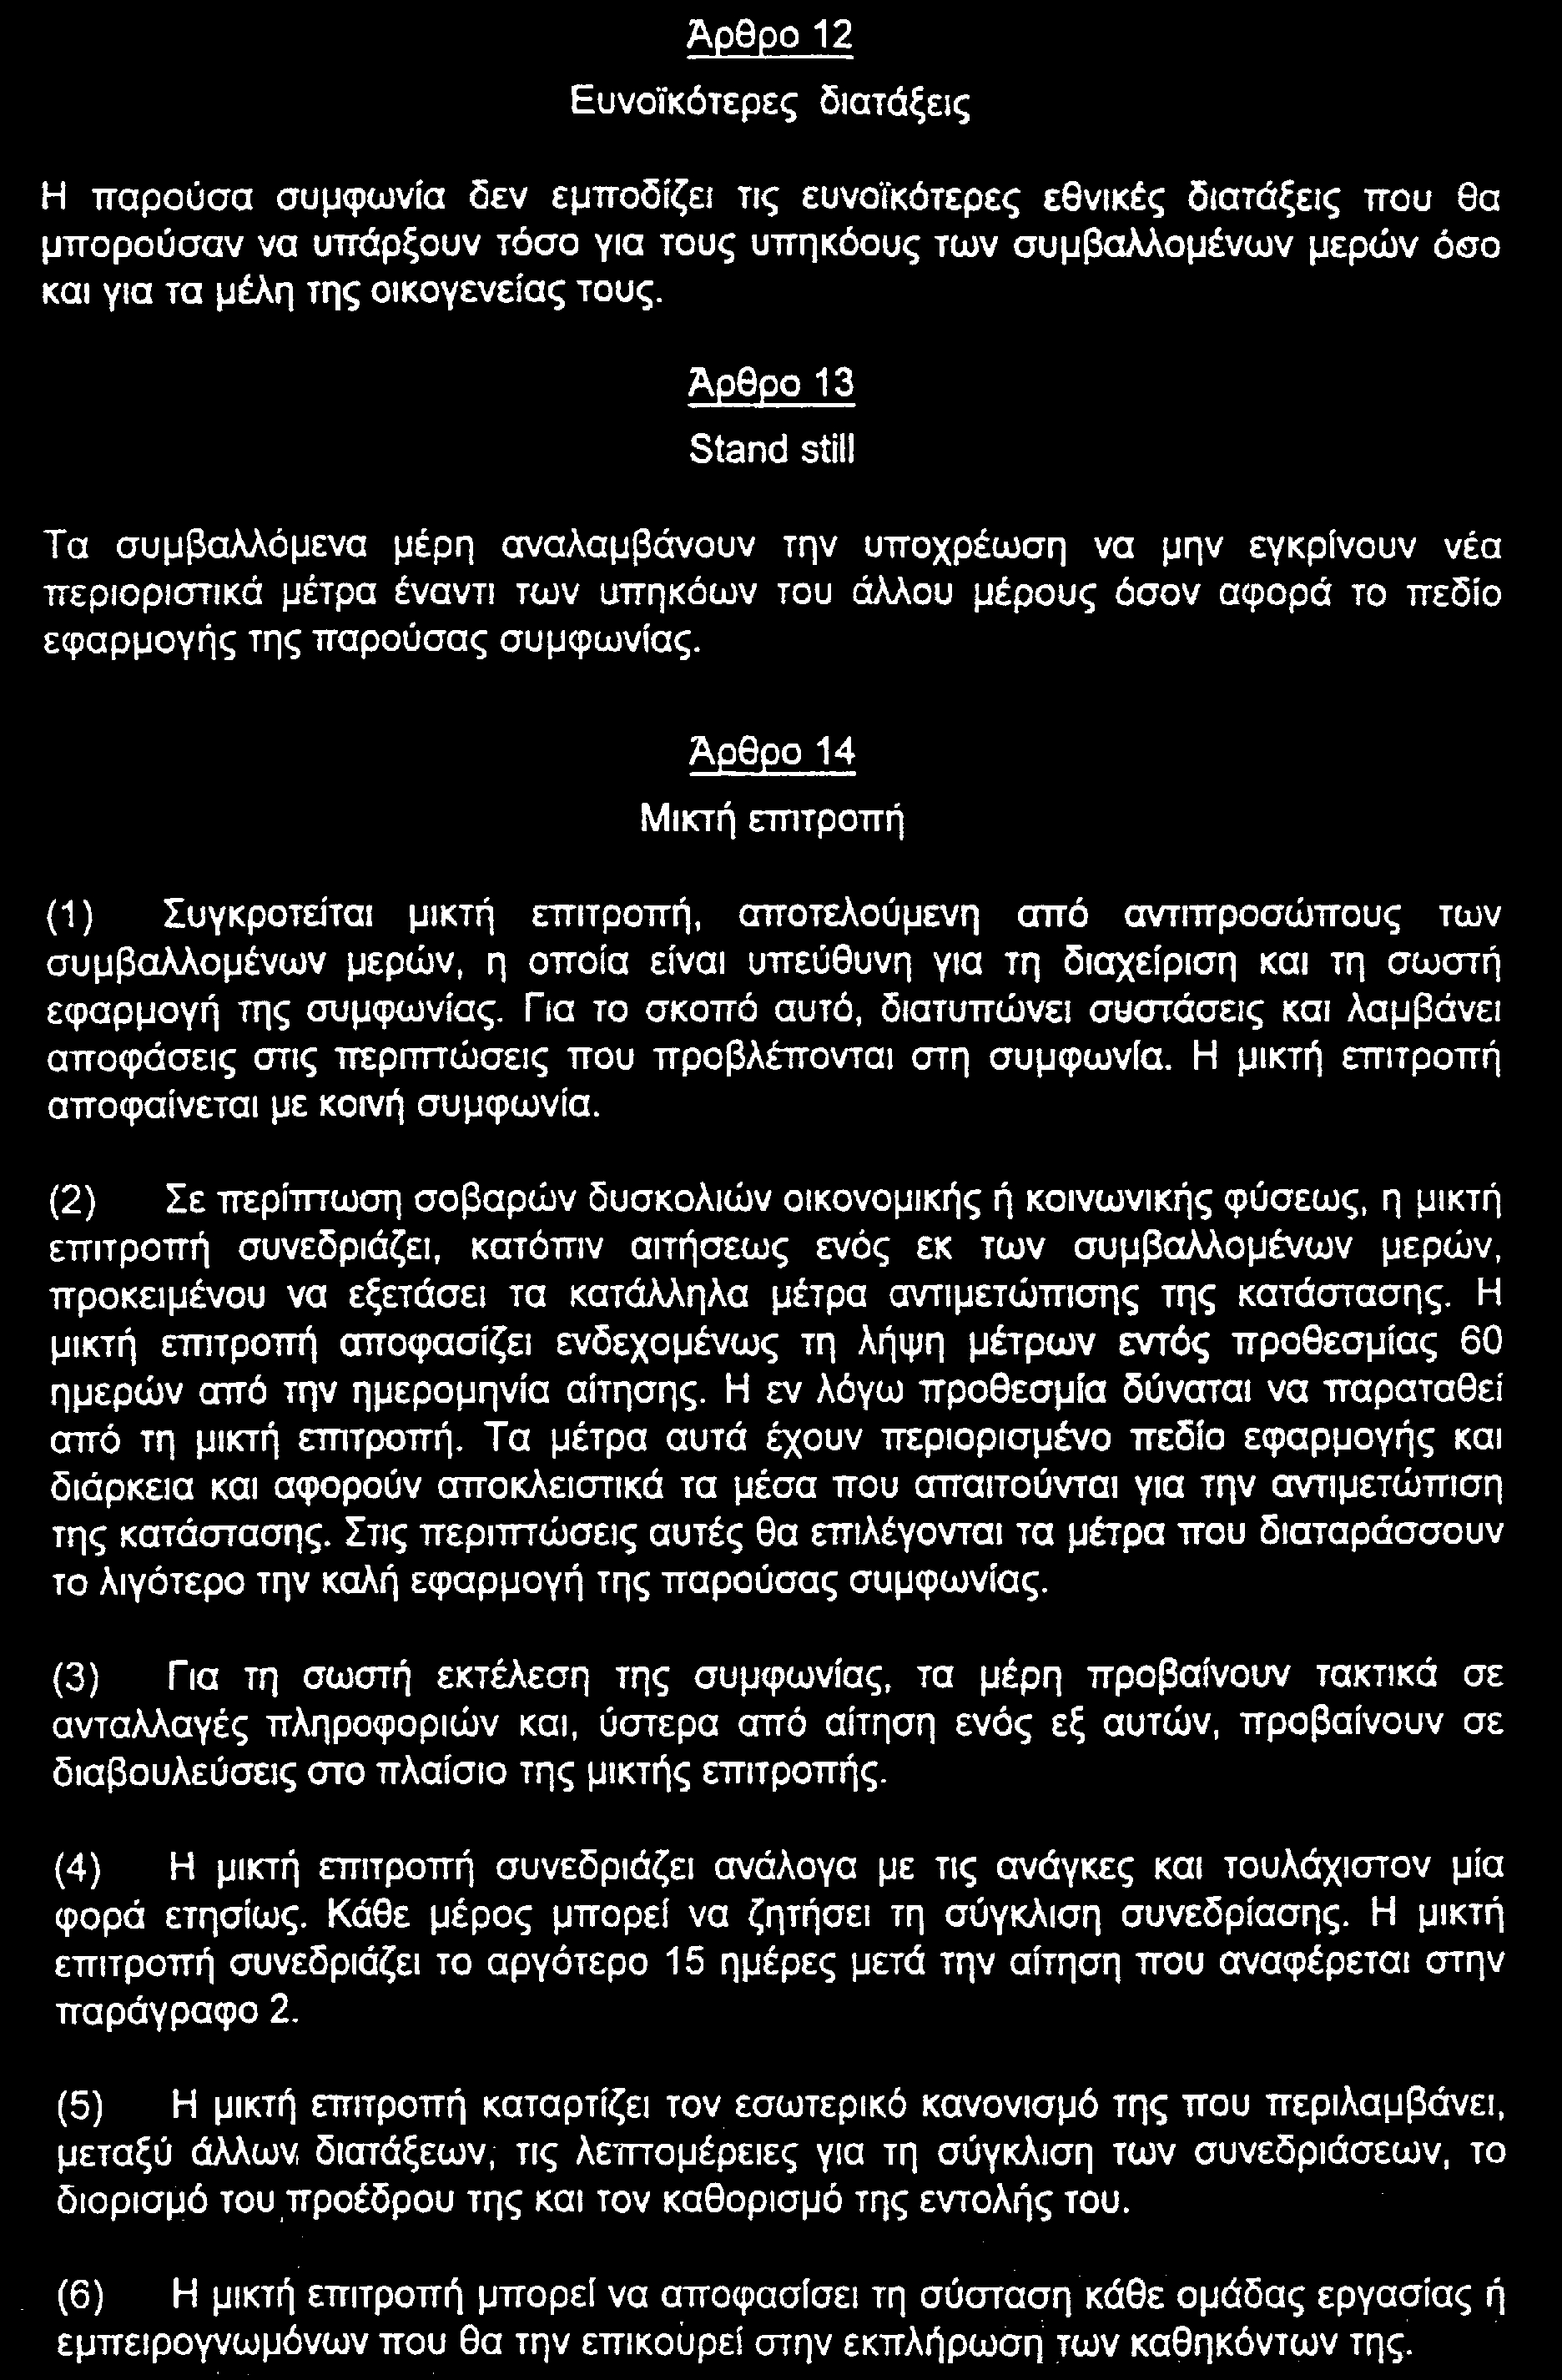 Άρθρο 12
Ευνοϊκότερες διατάξεις
Η παρούσα συμφωνία δεν εμποδίζει τις ευνοϊκότερες εθνικές διατάξεις που θα
μπορούσαν να υπάρξουν τόσο για τους υπηκόους των συμβαλλομένων μερών όσο
και για τα μέλη της οικογενείας τους.
Άρθρο 13
Stand still
Τα συμβαλλόμενα μέρη αναλαμβάνουν την υποχρέωση να μην εγκρίνουν νέα
περιοριστικά μέτρα έναντι των υπηκόων του άλλου μέρους όσον αφορά το πεδίο
εφαρμογής της παρούσας συμφωνίας.
Άρθρο 14
Μικτή επιτροπή
(1) Συγκροτείται μικτή επιτροπή, αποτελούμενη από αντιπροσώπους των
συμβαλλομένων μερών, η οποία είναι υπεύθυνη για τη διαχείριση και τη σωστή
εφαρμογή της συμφωνίας. Για το σκοπό αυτό, διατυπώνει συστάσεις και λαμβάνει
αποφάσεις στις περιπτώσεις που προβλέπονται στη συμφωνία. Η μικτή επιτροπή
αποφαίνεται με κοινή συμφωνία.
(2) Σε περίπτωση σοβαρών δυσκολιών οικονομικής ή κοινωνικής φύσεως, η μικτή
επιτροπή συνεδριάζει, κατόπιν αιτήσεως ενός εκ των συμβαλλομένων μερών,
προκειμένου να εξετάσει τα κατάλληλα μέτρα αντιμετώπισης της κατάστασης. Η
μικτή επιτροπή αποφασίζει ενδεχομένως τη λήψη μέτρων εντός προθεσμίας 60
ημερών από την ημερομηνία αίτησης. Η εν λόγω προθεσμία δύναται να παραταθεί
από τη μικτή επιτροπή. Τα μέτρα αυτά έχουν περιορισμένο πεδίο εφαρμογής και
διάρκεια και αφορούν αποκλειστικά τα μέσα που απαιτούνται για την αντιμετώπιση
της κατάστασης. Στις περιπτώσεις αυτές θα επιλέγονται τα μέτρα που διαταράσσουν
το λιγότερο την καλή εφαρμογή της παρούσας συμφωνίας.
(3) Για τη σωστή εκτέλεση της συμφωνίας, τα μέρη προβαίνουν τακτικά σε
ανταλλαγές πληροφοριών και, ύστερα από αίτηση ενός εξ αυτών, προβαίνουν σε
διαβουλεύσεις στο πλαίσιο της μικτής επιτροπής.
(4) Η μικτή επιτροπή συνεδριάζει ανάλογα με τις ανάγκες και τουλάχιστον μία
φορά ετησίως. Κάθε μέρος μπορεί να ζητήσει τη σύγκλιση συνεδρίασης. Η μικτή
επιτροπή συνεδριάζει το αργότερο 15 ημέρες μετά την αίτηση που αναφέρεται στην
παράγραφο 2.
(5) Η μικτή επιτροπή καταρτίζει τον εσωτερικό κανονισμό της που περιλαμβάνει,
μεταξύ άλλων διατάξεων, τις λεπτομέρειες για τη σύγκλιση των συνεδριάσεων, το
διορισμό του προέδρου της και τον καθορισμό της εντολής του.
(6) Η μικτή επιτροπή μπορεί να αποφασίσει τη σύσταση κάθε ομάδας εργασίας ή
εμπειρογνωμόνων που θα την επικουρεί στην εκπλήρωση των καθηκόντων της.